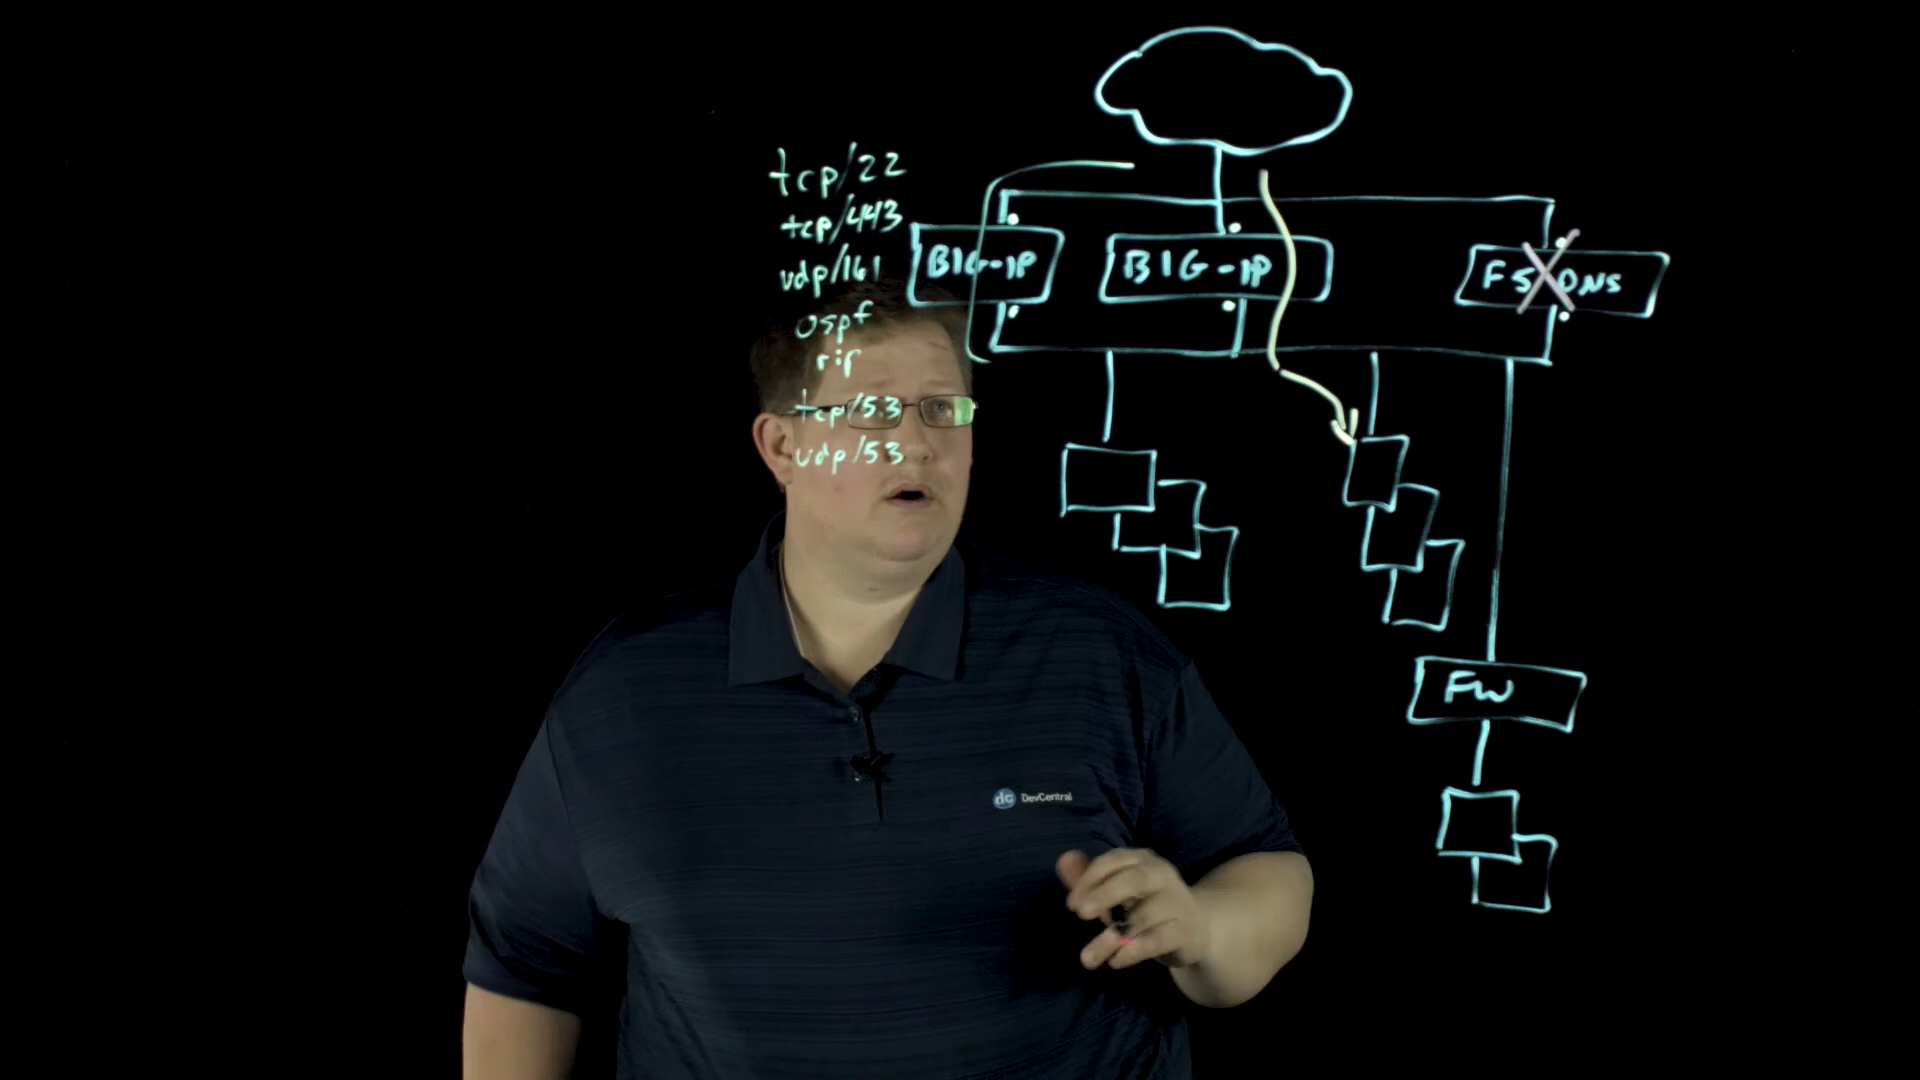 tcp/22
tcp/443
udp/161
ospf
rip
tcp/53
udp/53
BIG-IP
BIG-IP
F5 DNS
FW
dc DevCentral